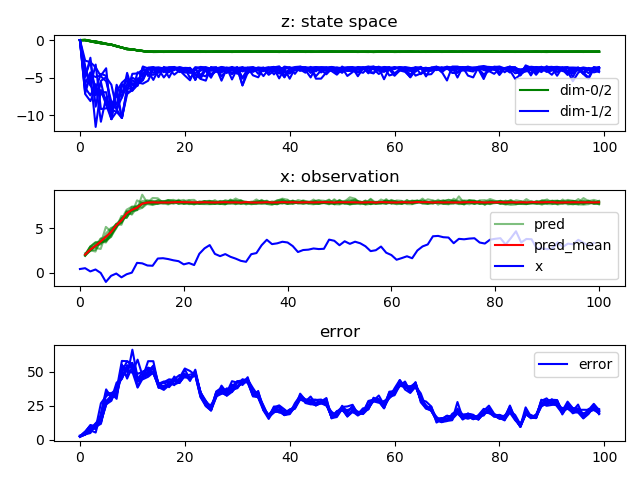 z: state space
0
−5
−10
dim-0/2
dim-1/2
0 20 40 60 80 100
x: observation
5
0
pred
pred_mean
x
0 20 40 60 80 100
error
50
25
0
error
0 20 40 60 80 100